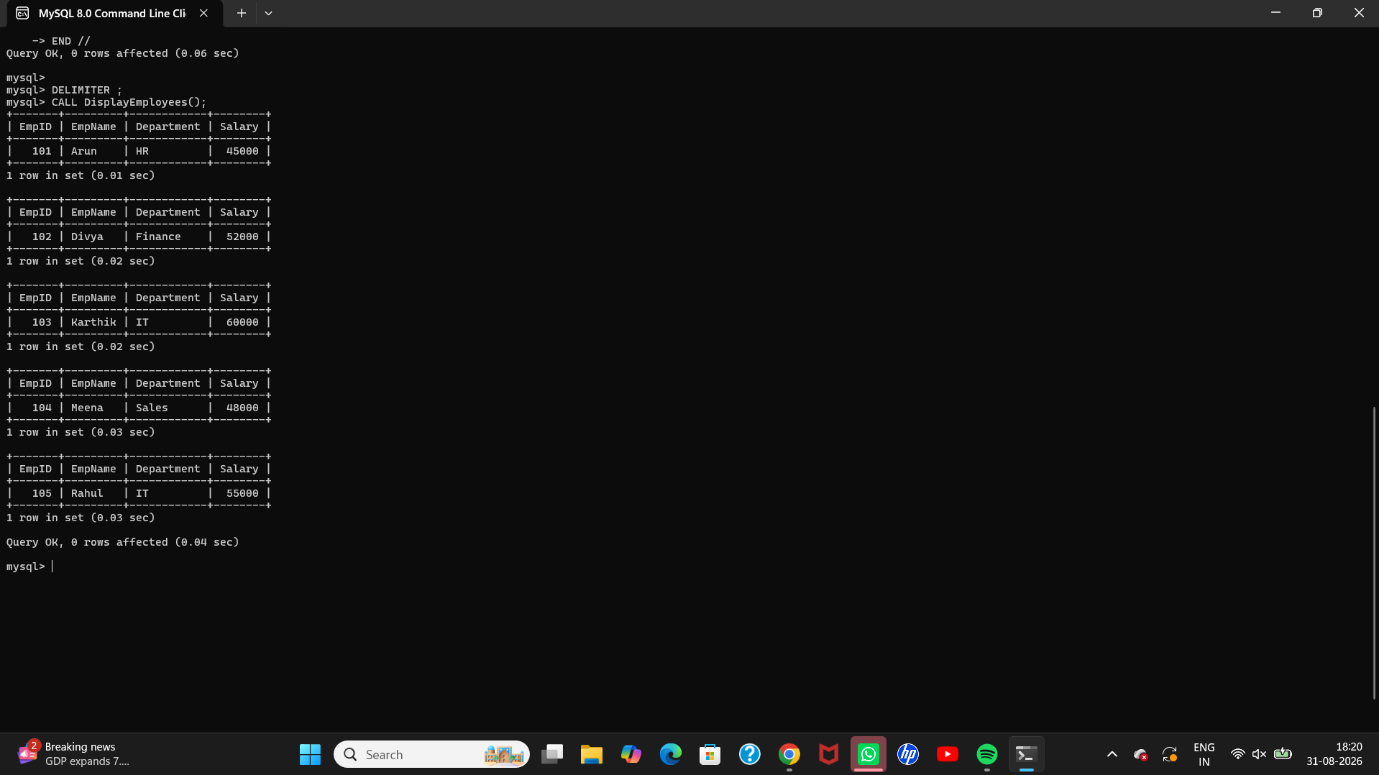 MySQL 8.0 Command Line Cli
    -> END //
Query OK, 0 rows affected (0.06 sec)
mysql>
mysql> DELIMITER ;
mysql> CALL DisplayEmployees();
+-------+---------+------------+--------+
| EmpID | EmpName | Department | Salary |
+-------+---------+------------+--------+
|   101 | Arun    | HR         |  45000 |
+-------+---------+------------+--------+
1 row in set (0.01 sec)
+-------+---------+------------+--------+
| EmpID | EmpName | Department | Salary |
+-------+---------+------------+--------+
|   102 | Divya   | Finance    |  52000 |
+-------+---------+------------+--------+
1 row in set (0.02 sec)
+-------+---------+------------+--------+
| EmpID | EmpName | Department | Salary |
+-------+---------+------------+--------+
|   103 | Karthik | IT         |  60000 |
+-------+---------+------------+--------+
1 row in set (0.02 sec)
+-------+---------+------------+--------+
| EmpID | EmpName | Department | Salary |
+-------+---------+------------+--------+
|   104 | Meena   | Sales      |  48000 |
+-------+---------+------------+--------+
1 row in set (0.03 sec)
+-------+---------+------------+--------+
| EmpID | EmpName | Department | Salary |
+-------+---------+------------+--------+
|   105 | Rahul   | IT         |  55000 |
+-------+---------+------------+--------+
1 row in set (0.03 sec)
Query OK, 0 rows affected (0.04 sec)
mysql>
2
Breaking news
GDP expands 7....
Search
hp
ENG
IN
18:20
31-08-2026